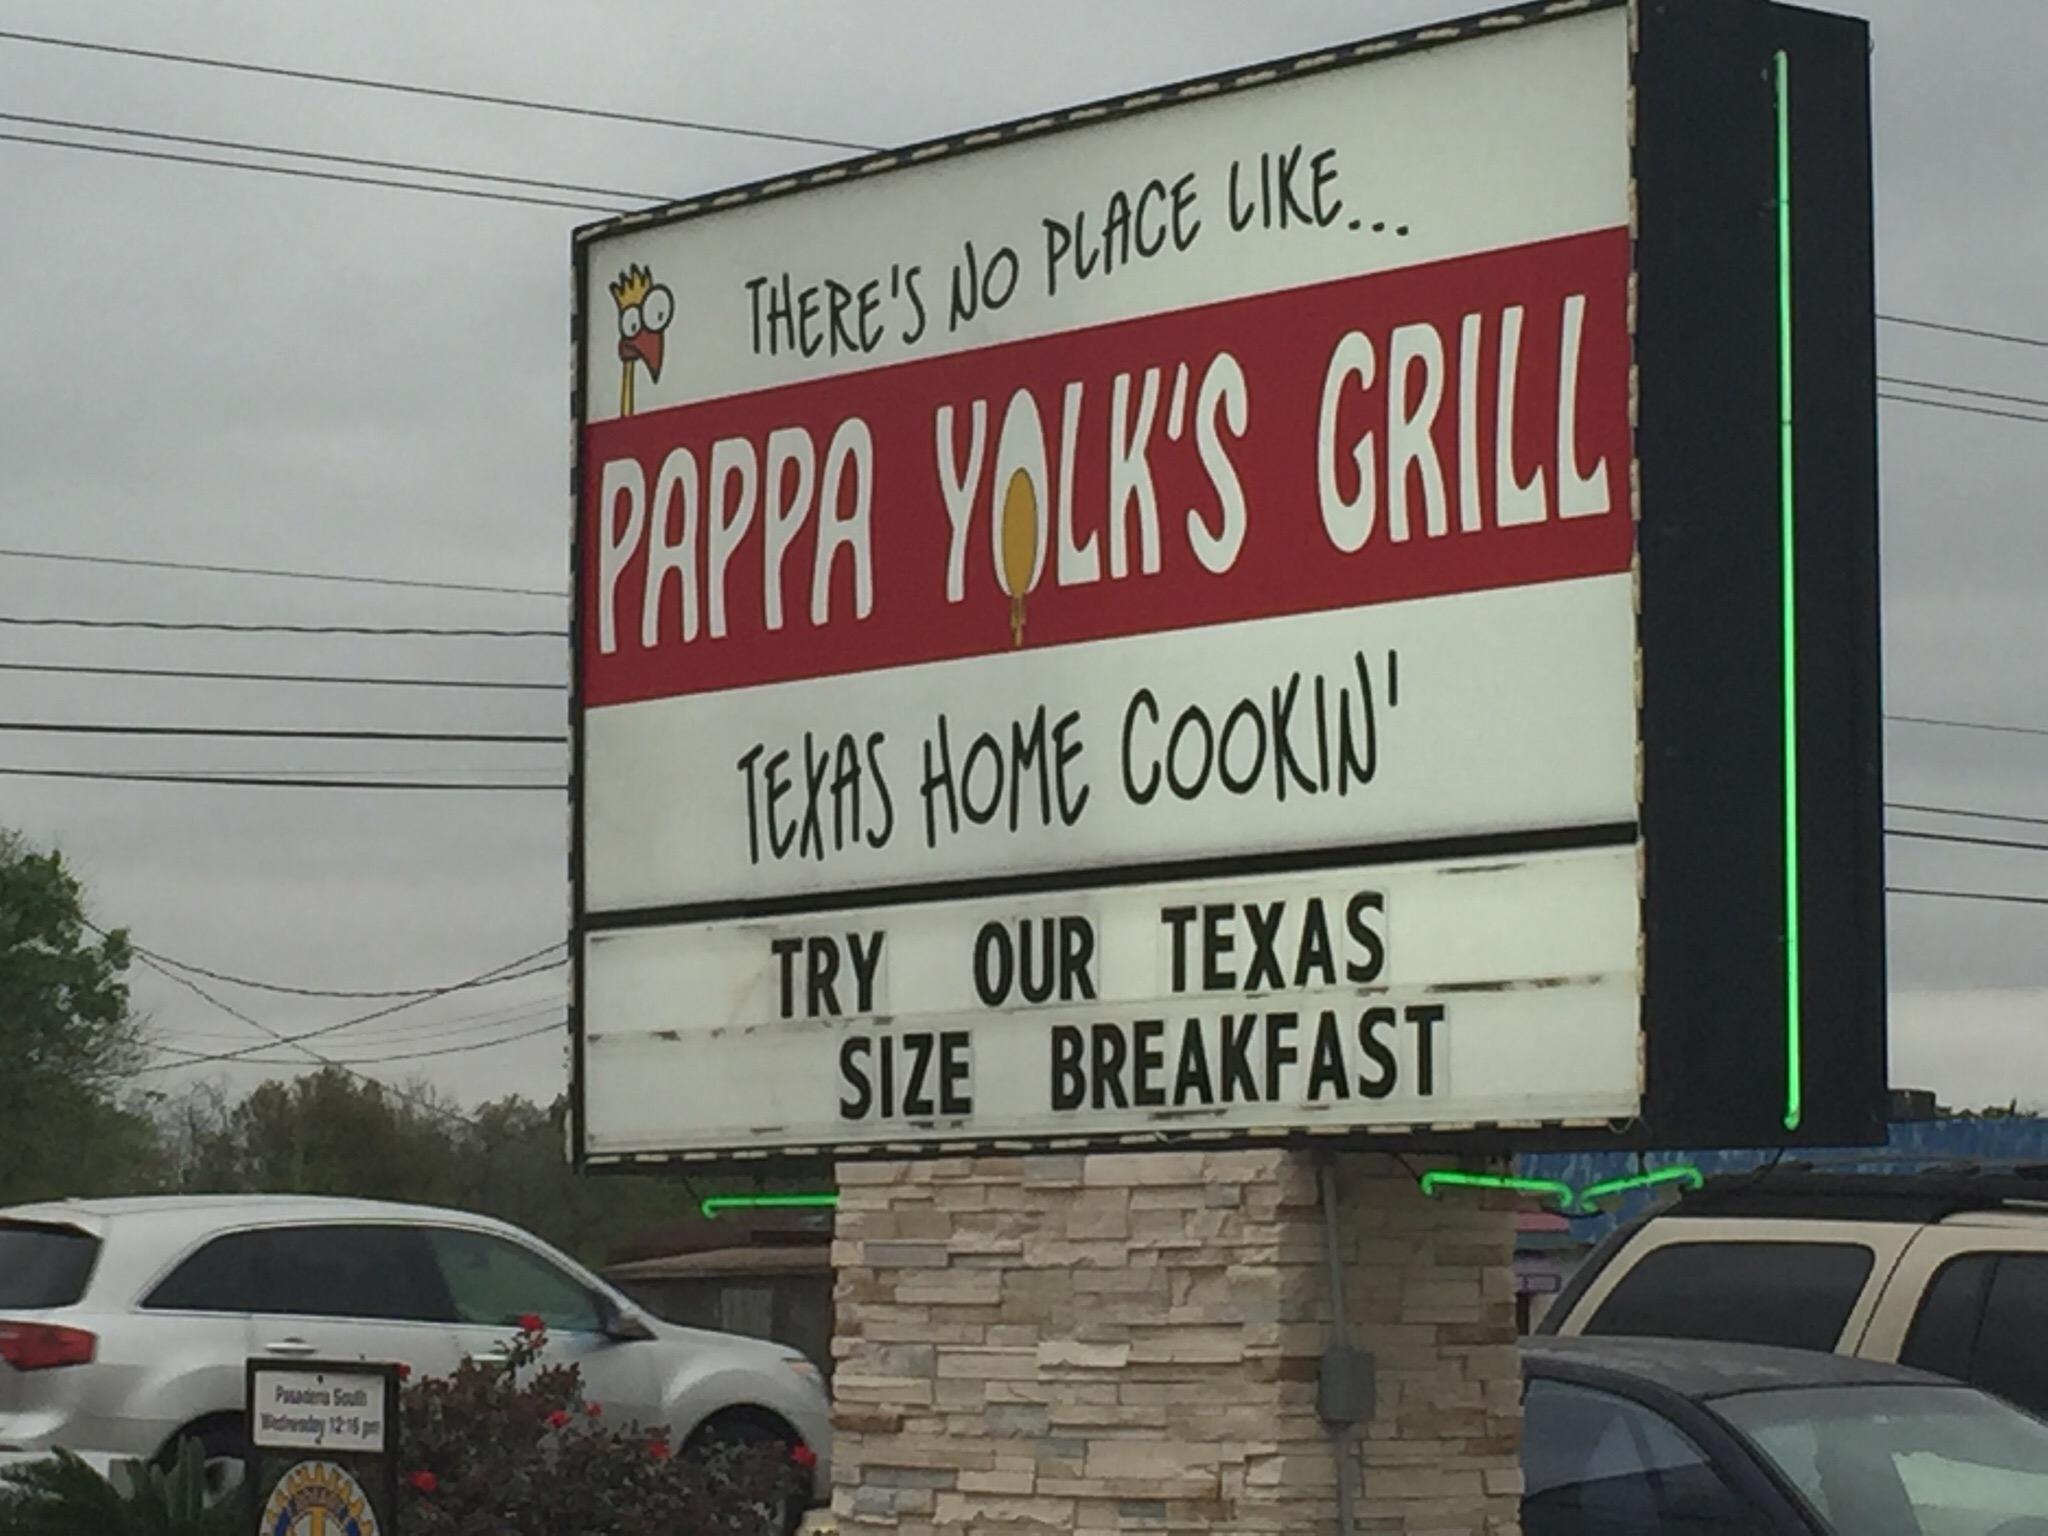 THERE'S NO PLACE LIKE...
PAPPA YOLK'S GRILL
TEXAS HOME COOKIN'
TRY OUR TEXAS
SIZE BREAKFAST
Pasadena South
Wednesday 12:15 pm